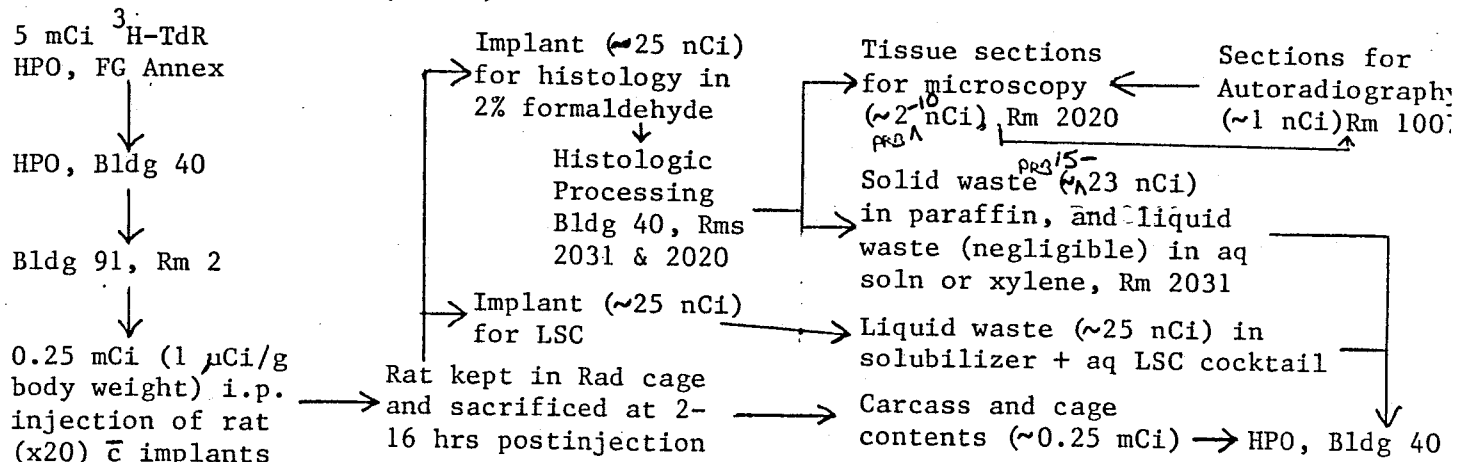 5 mCi ³H-TdR
HPO, FG Annex
HPO, Bldg 40
Bldg 91, Rm 2
0.25 mCi (1 μCi/g
body weight) i.p.
injection of rat
(x20) c̄ implants
Rat kept in Rad cage
and sacrificed at 2-
16 hrs postinjection
Implant (~25 nCi)
for histology in
2% formaldehyde
Histologic
Processing
Bldg 40, Rms
2031 & 2020
Implant (~25 nCi)
for LSC
Tissue sections
for microscopy
(~2-10 nCi), Rm 2020
PRB
Sections for
Autoradiography
(~1 nCi)Rm 100
PRB 15-
Solid waste (~23 nCi)
in paraffin, and liquid
waste (negligible) in aq
soln or xylene, Rm 2031
Liquid waste (~25 nCi) in
solubilizer + aq LSC cocktail
Carcass and cage
contents (~0.25 mCi)
HPO, Bldg 40